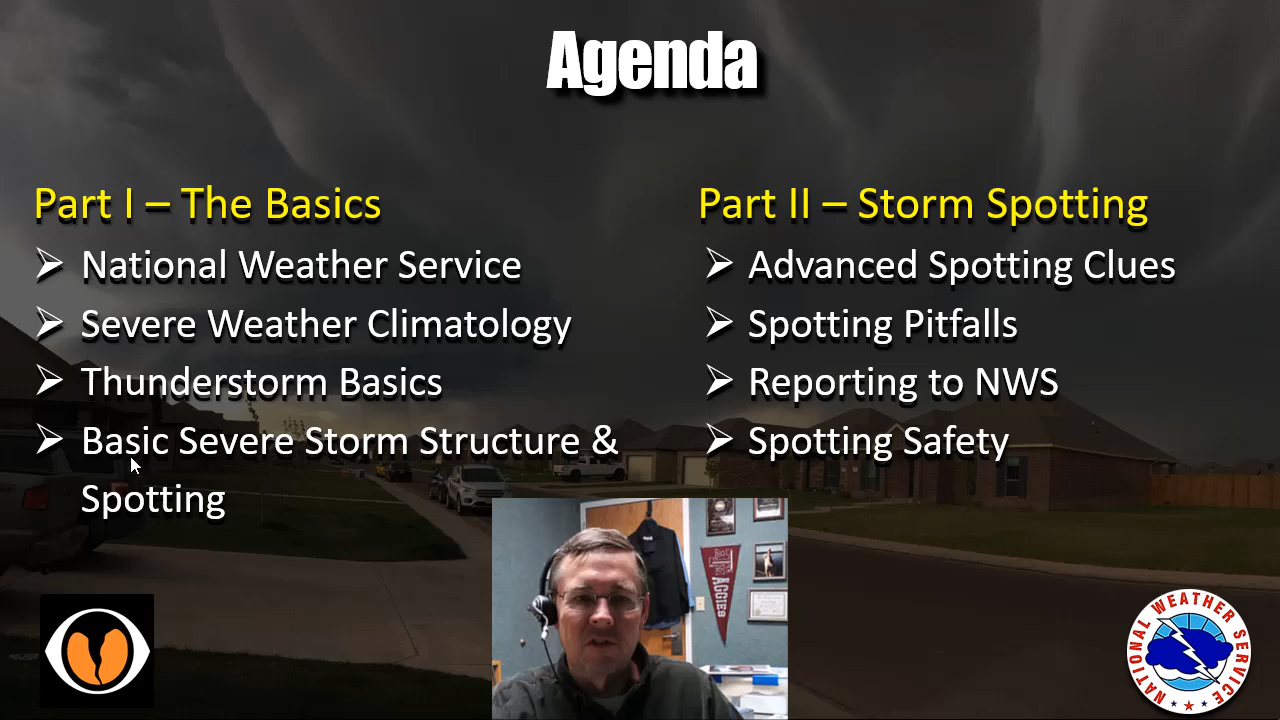 Agenda
Part I – The Basics
National Weather Service
Severe Weather Climatology
Thunderstorm Basics
Basic Severe Storm Structure &
Spotting
Part II – Storm Spotting
Advanced Spotting Clues
Spotting Pitfalls
Reporting to NWS
Spotting Safety
AGGIES
NATIONAL WEATHER SERVICE